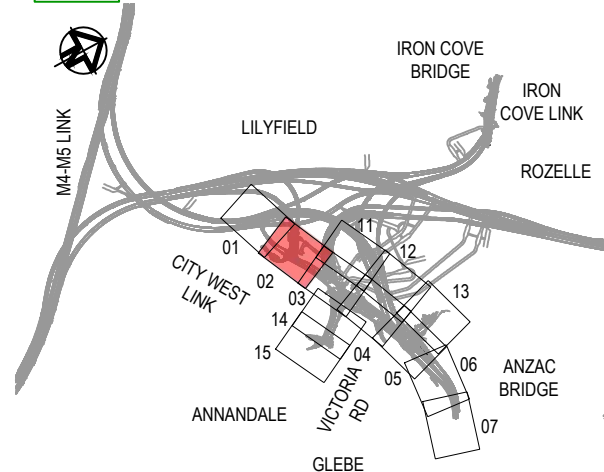 IRON COVE
BRIDGE
IRON
COVE LINK
LILYFIELD
M4-M5 LINK
ROZELLE
01
11
02
12
CITY WEST
LINK
03
13
14
15
04
05
06
ANZAC
BRIDGE
VICTORIA
RD
07
ANNANDALE
GLEBE